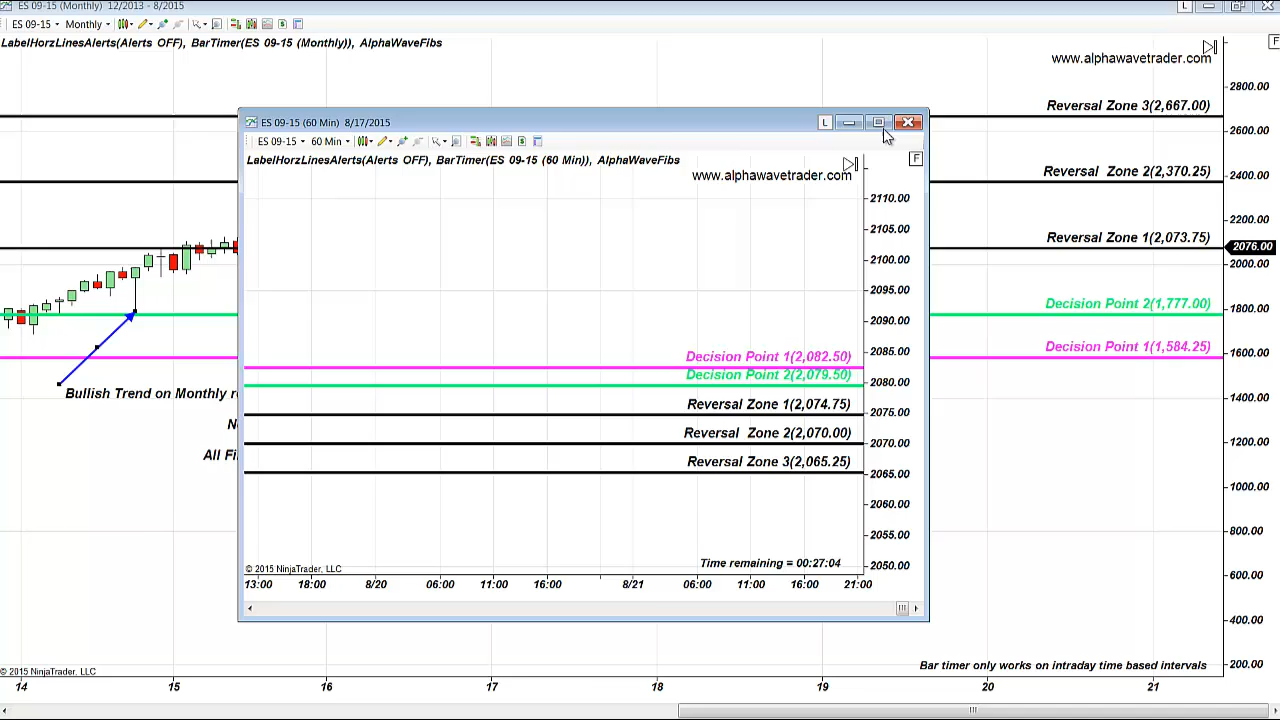 ES 09-15 (Monthly) 12/2013 - 8/2015
L
ES 09-15 Monthly
LabelHorzLinesAlerts(Alerts OFF), BarTimer(ES 09-15 (Monthly)), AlphaWaveFibs
F
www.alphawavetrader.com
2800.00
Reversal Zone 3(2,667.00)
2600.00
Reversal Zone 2(2,370.25)
2400.00
2200.00
Reversal Zone 1(2,073.75)
2076.00
2000.00
Decision Point 2(1,777.00)
1800.00
Decision Point 1(1,584.25)
1600.00
1400.00
1200.00
1000.00
800.00
600.00
400.00
200.00
Bullish Trend on Monthly
N
All Fi
ES 09-15 (60 Min) 8/17/2015
L
ES 09-15 60 Min
LabelHorzLinesAlerts(Alerts OFF), BarTimer(ES 09-15 (60 Min)), AlphaWaveFibs
F
www.alphawavetrader.com
2110.00
2105.00
2100.00
2095.00
2090.00
2085.00
Decision Point 1(2,082.50)
2080.00
Decision Point 2(2,079.50)
Reversal Zone 1(2,074.75)
2075.00
Reversal Zone 2(2,070.00)
2070.00
Reversal Zone 3(2,065.25)
2065.00
2060.00
2055.00
2050.00
Time remaining = 00:27:04
© 2015 NinjaTrader, LLC
13:00 18:00 8/20 06:00 11:00 16:00 8/21 06:00 11:00 16:00 21:00
Bar timer only works on intraday time based intervals
© 2015 NinjaTrader, LLC
14 15 16 17 18 19 20 21